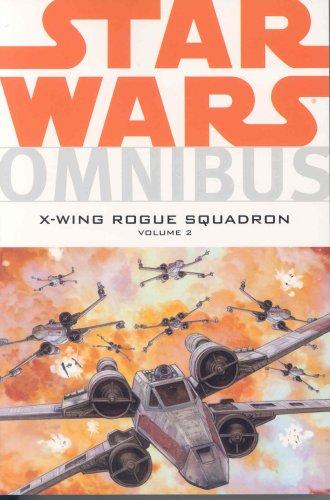 STAR
WARS®
OMNIBUS
X-WING ROGUE SQUADRON
VOLUME 2